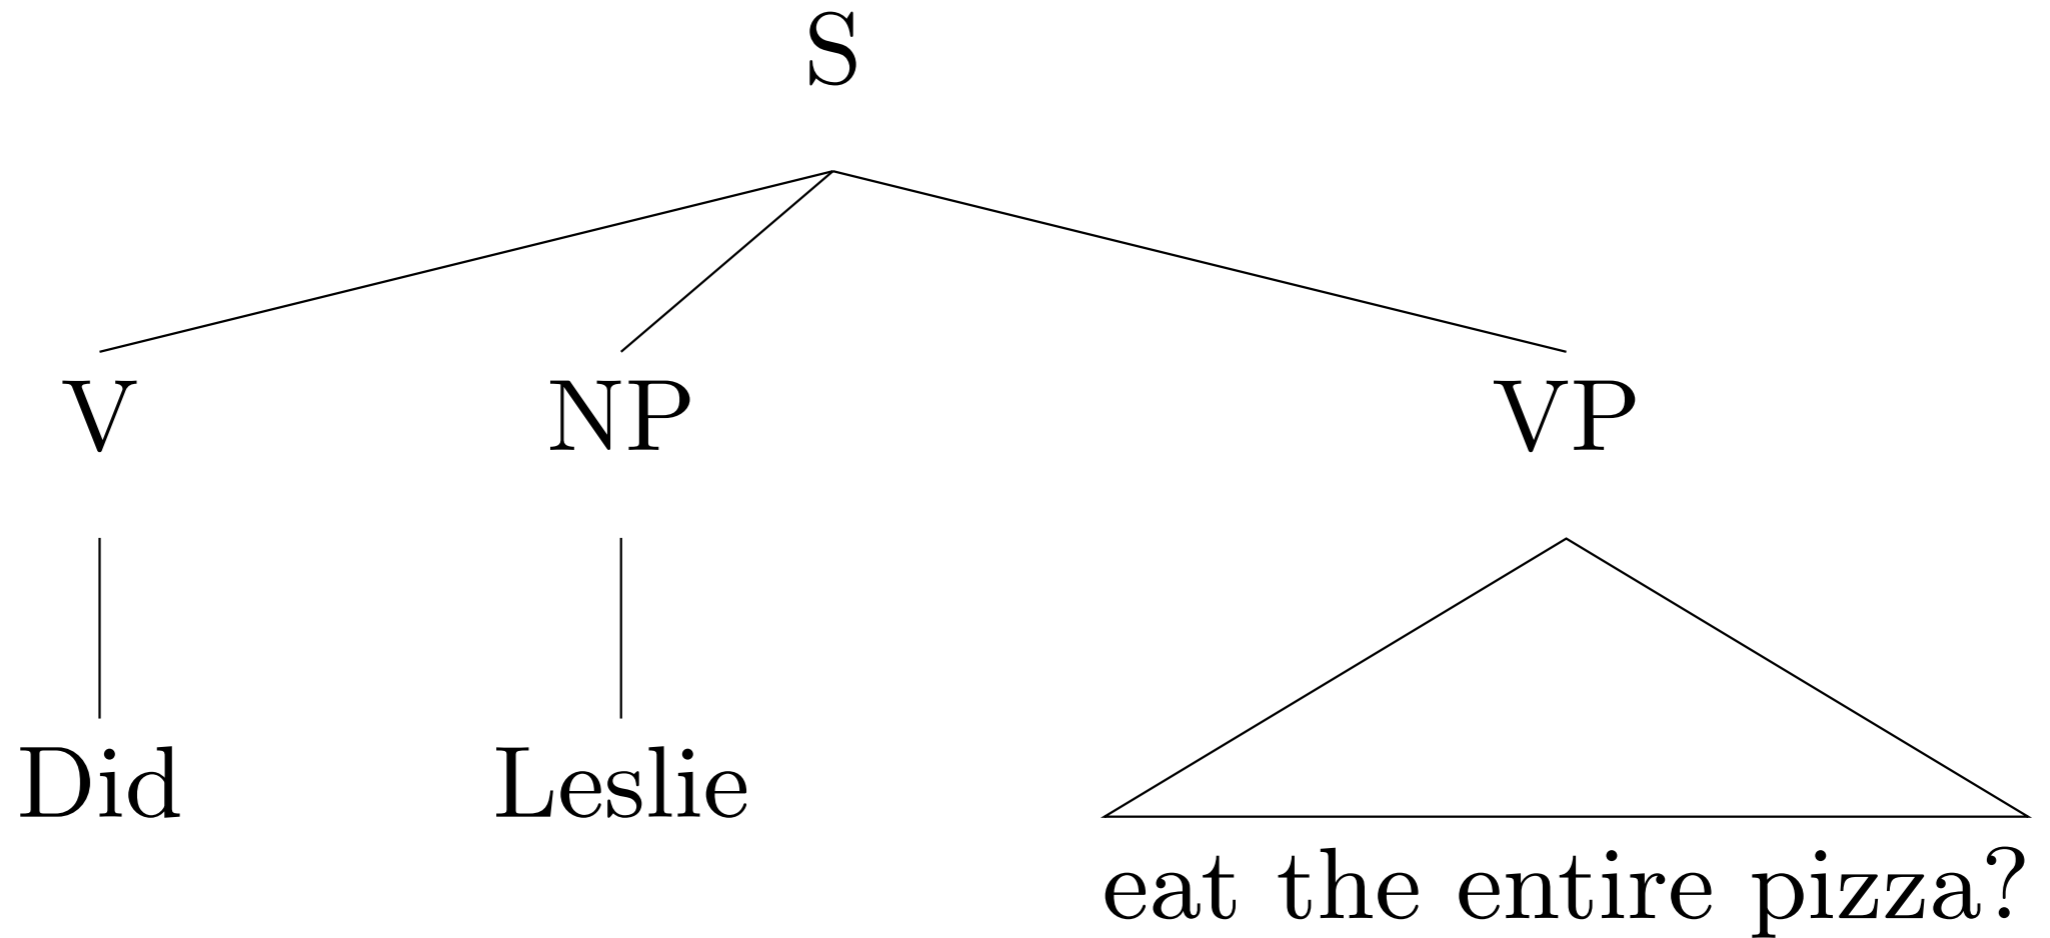 S
V NP VP
Did Leslie
eat the entire pizza?